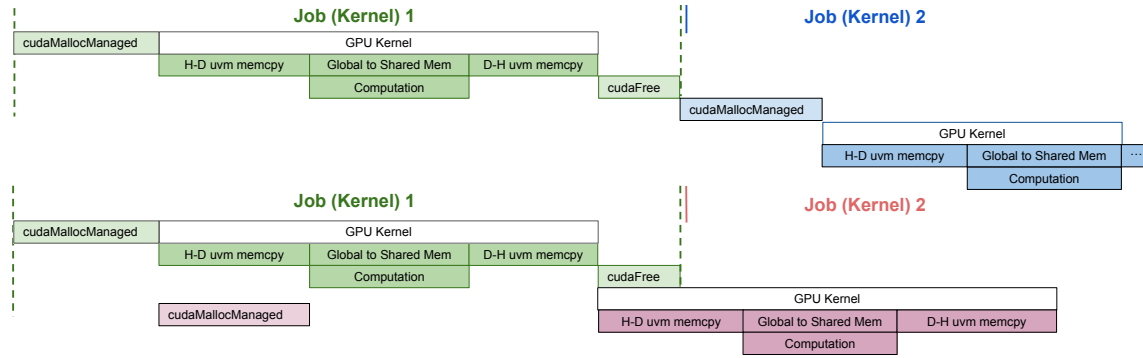 Job (Kernel) 1 Job (Kernel) 2
cudaMallocManaged GPU Kernel
H-D uvm memcpy Global to Shared Mem D-H uvm memcpy
Computation cudaFree
cudaMallocManaged
GPU Kernel
H-D uvm memcpy Global to Shared Mem ...
Computation
Job (Kernel) 1 Job (Kernel) 2
cudaMallocManaged GPU Kernel
H-D uvm memcpy Global to Shared Mem D-H uvm memcpy
Computation cudaFree
GPU Kernel
cudaMallocManaged
H-D uvm memcpy Global to Shared Mem D-H uvm memcpy
Computation